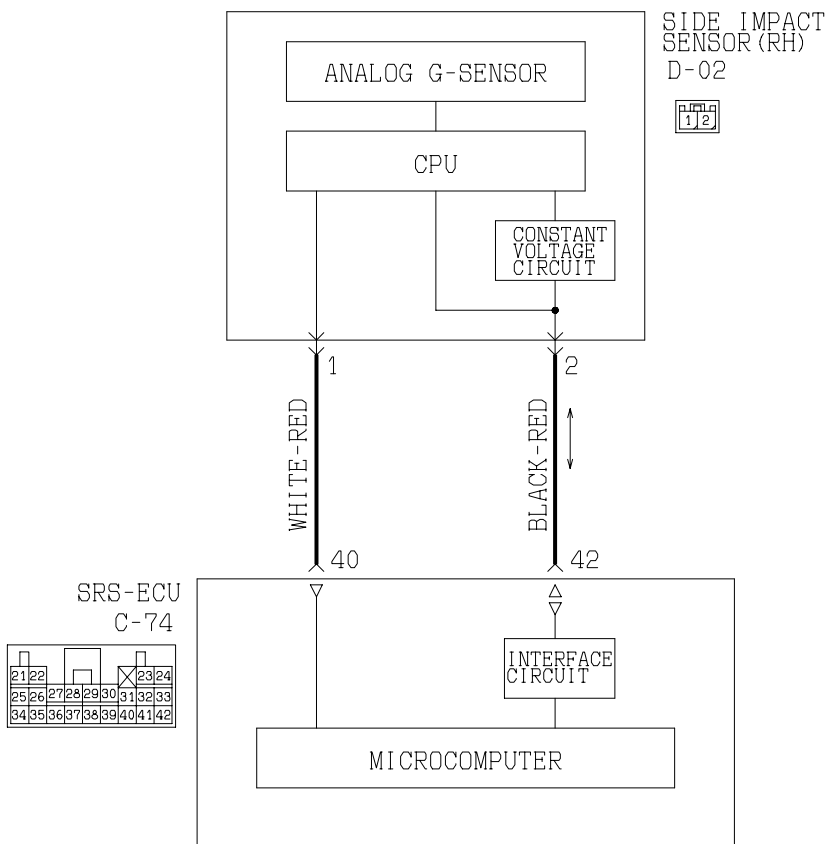 SIDE IMPACT
SENSOR(RH)
D-02
1 2
ANALOG G-SENSOR
CPU
CONSTANT
VOLTAGE
CIRCUIT
1
2
WHITE-RED
BLACK-RED
40
42
SRS-ECU
C-74
21 22 23 24
25 26 27 28 29 30 31 32 33
34 35 36 37 38 39 40 41 42
INTERFACE
CIRCUIT
MICROCOMPUTER